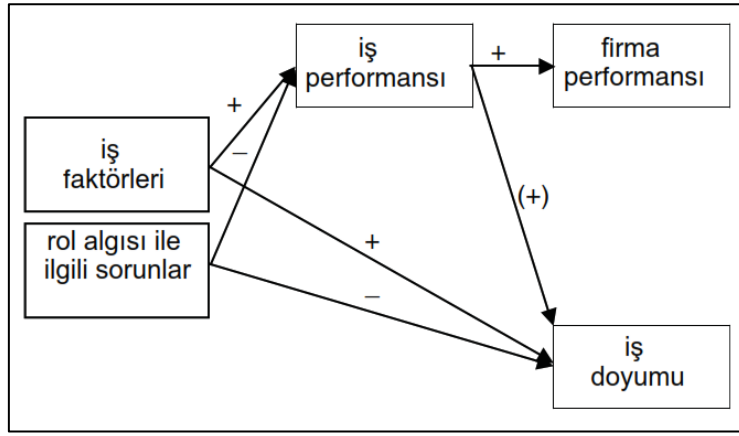 iş
performansı
+
firma
performansı
+
−
iş
faktörleri
(+)
rol algısı ile
ilgili sorunlar
+
−
iş
doyumu